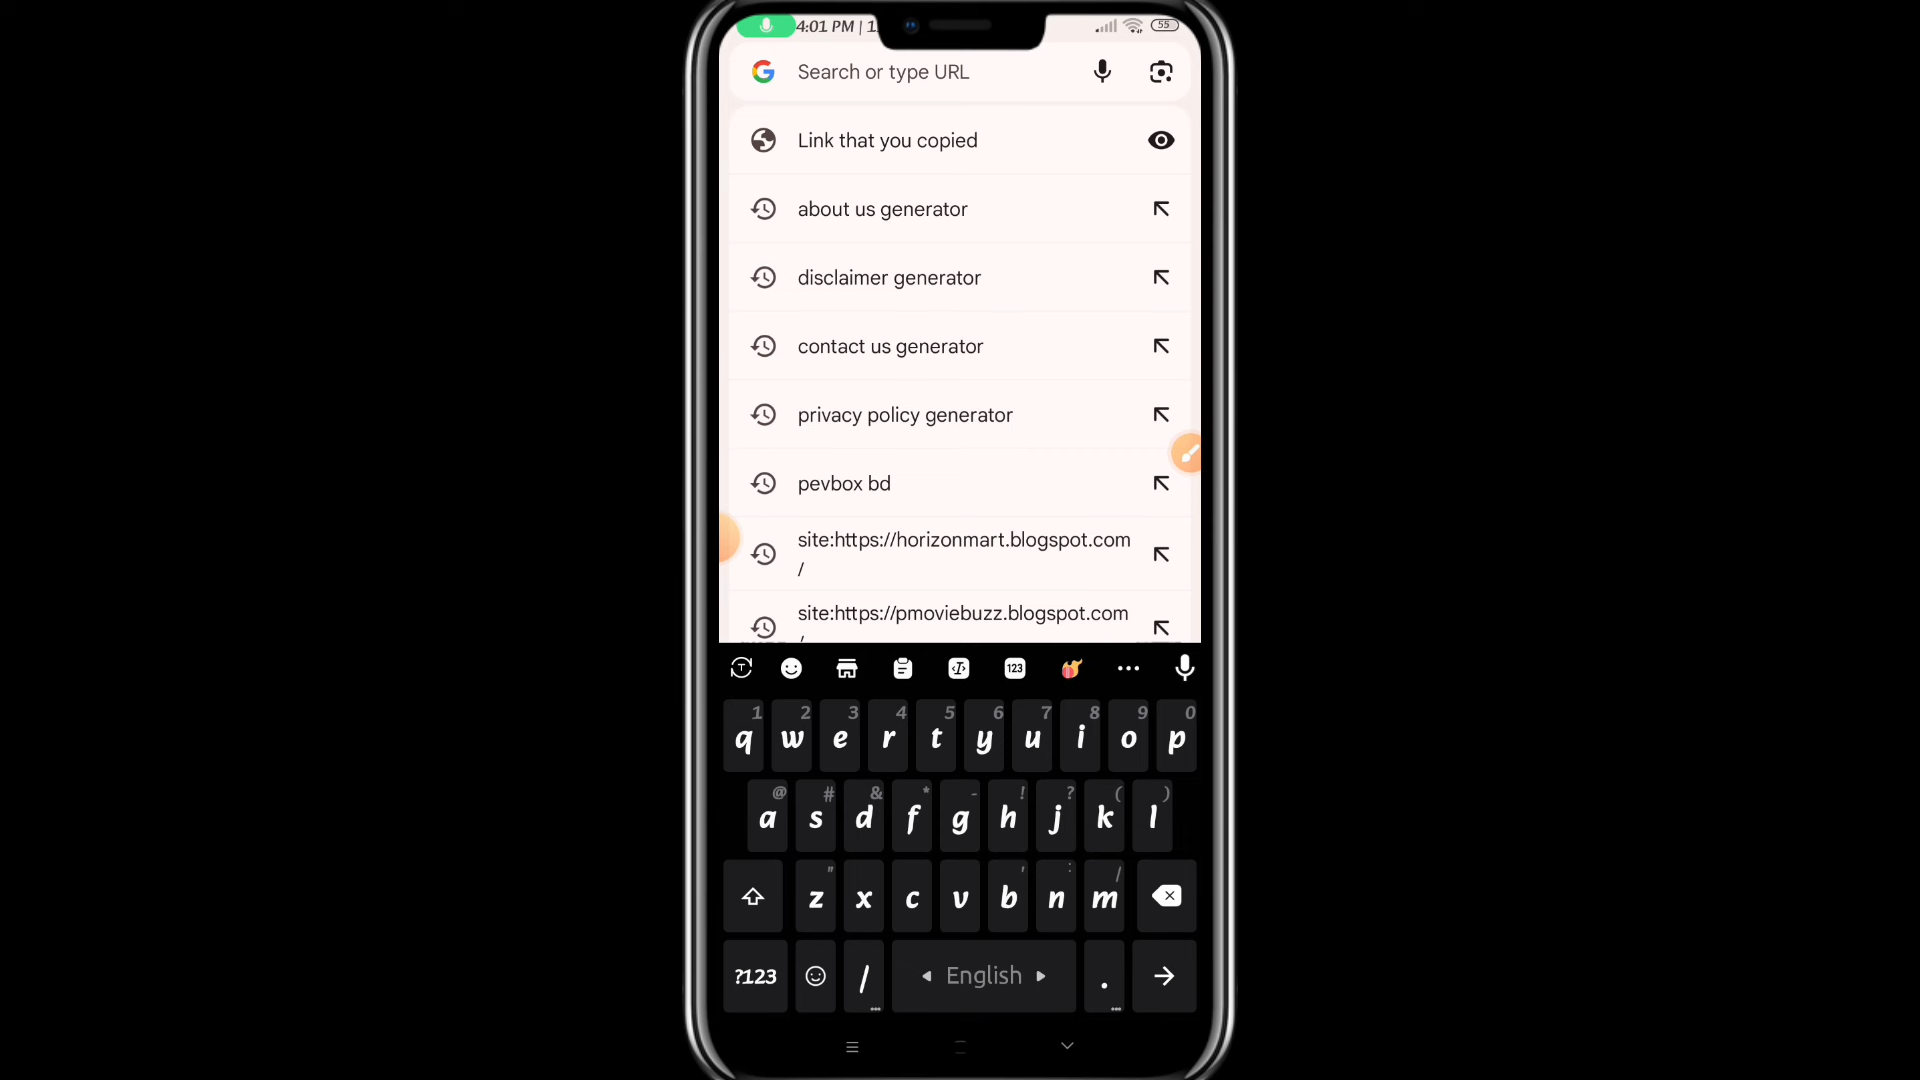 4:01 PM | 1
55
Search or type URL
Link that you copied
about us generator
disclaimer generator
contact us generator
privacy policy generator
pevbox bd
site:https://horizonmart.blogspot.com
/
site:https://pmoviebuzz.blogspot.com
/
T T 123
1 2 3 4 5 6 7 8 9 0
q w e r t y u i o p
@ # & * - ! ? ( )
a s d f g h j k l
" ' : /
z x c v b n m
?123 / English .